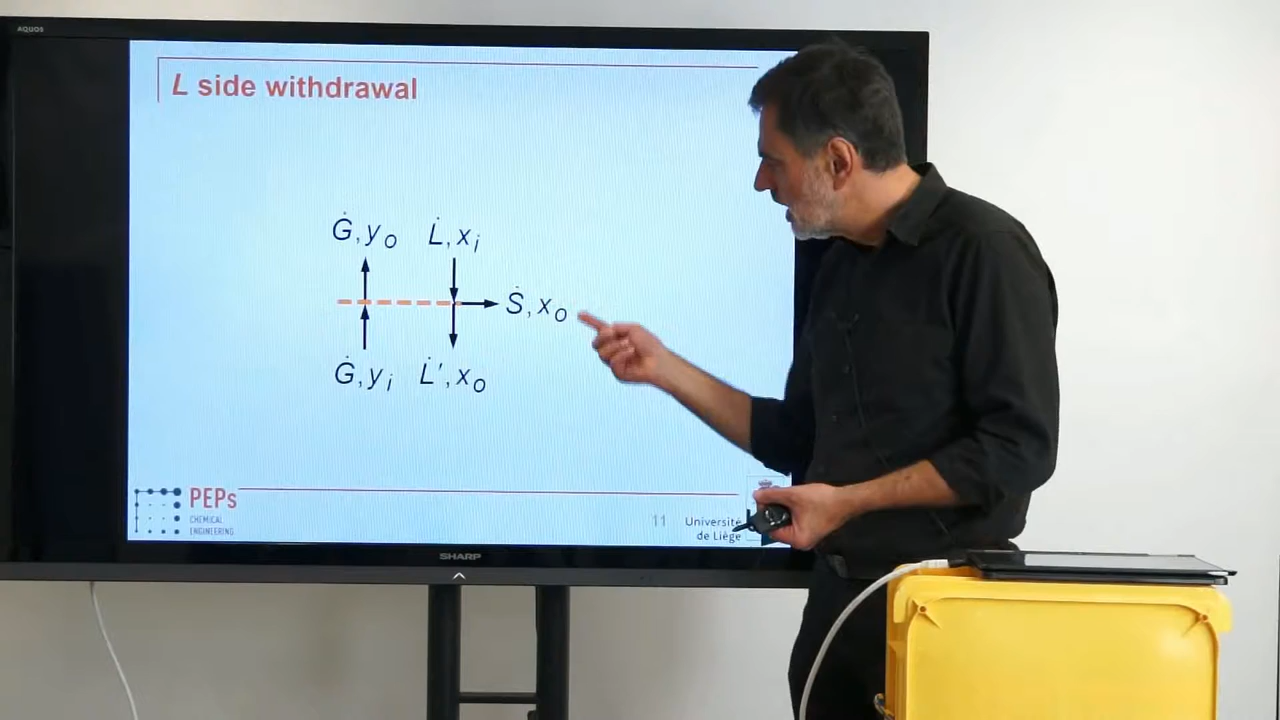 AQUOS
L side withdrawal
Ġ, y₀ L̇, xᵢ
Ṡ, x₀
Ġ, yᵢ L̇', x₀
PEPs
CHEMICAL
ENGINEERING
11
Université
de Liège
SHARP